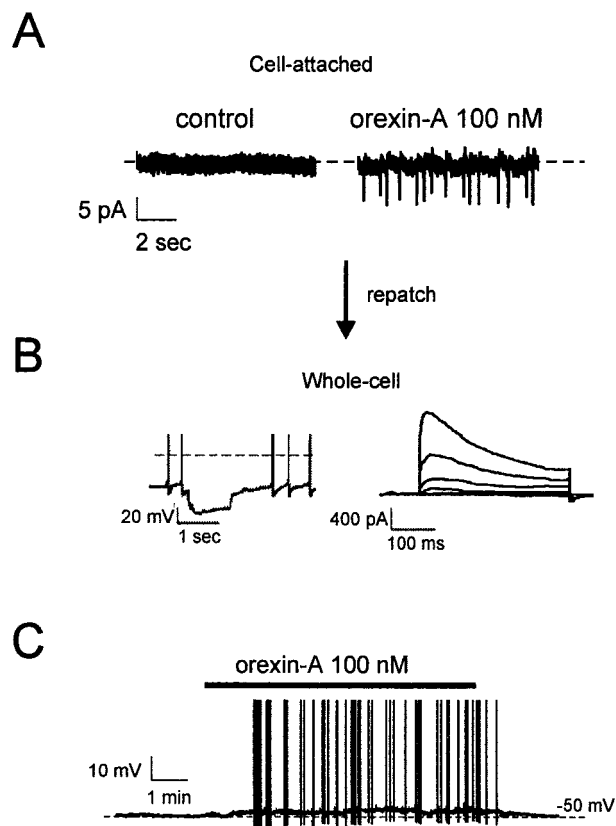 A
Cell-attached
control
orexin-A 100 nM
5 pA
2 sec
repatch
B
Whole-cell
20 mV
1 sec
400 pA
100 ms
C
orexin-A 100 nM
10 mV
1 min
-50 mV